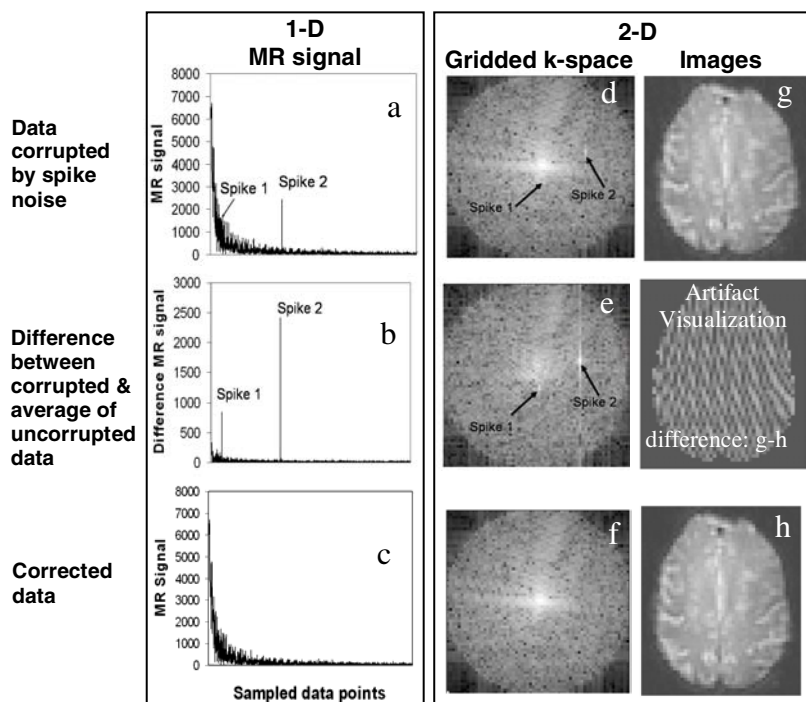 1-D
MR signal
2-D
Gridded k-space
Images
Data
corrupted
by spike
noise
MR signal
8000
7000
6000
5000
4000
3000
2000
1000
0
a
Spike 1
Spike 2
d
Spike 1
Spike 2
g
Difference
between
corrupted &
average of
uncorrupted
data
Difference MR signal
3000
2500
2000
1500
1000
500
0
b
Spike 2
Spike 1
e
Spike 1
Spike 2
Artifact
Visualization
difference: g-h
Corrected
data
MR Signal
8000
7000
6000
5000
4000
3000
2000
1000
0
c
f
h
Sampled data points